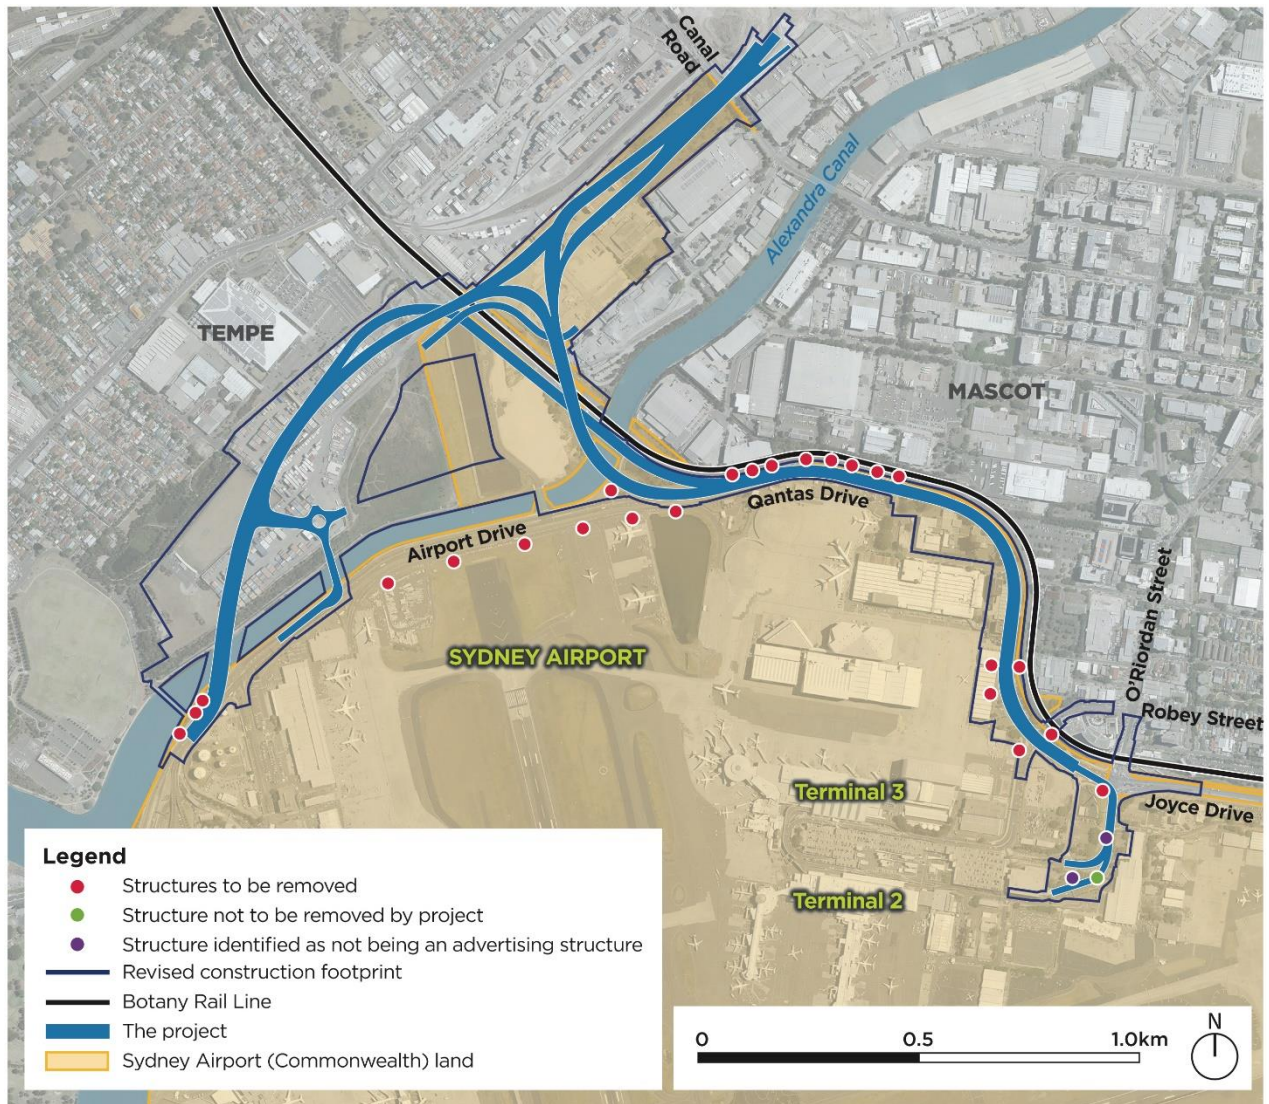 Canal
Road
Alexandra Canal
TEMPE
MASCOT
Qantas Drive
Airport Drive
SYDNEY AIRPORT
O'Riordan Street
Robey Street
Joyce Drive
Terminal 3
Terminal 2
Legend
Structures to be removed
Structure not to be removed by project
Structure identified as not being an advertising structure
Revised construction footprint
Botany Rail Line
The project
Sydney Airport (Commonwealth) land
0 0.5 1.0km
N